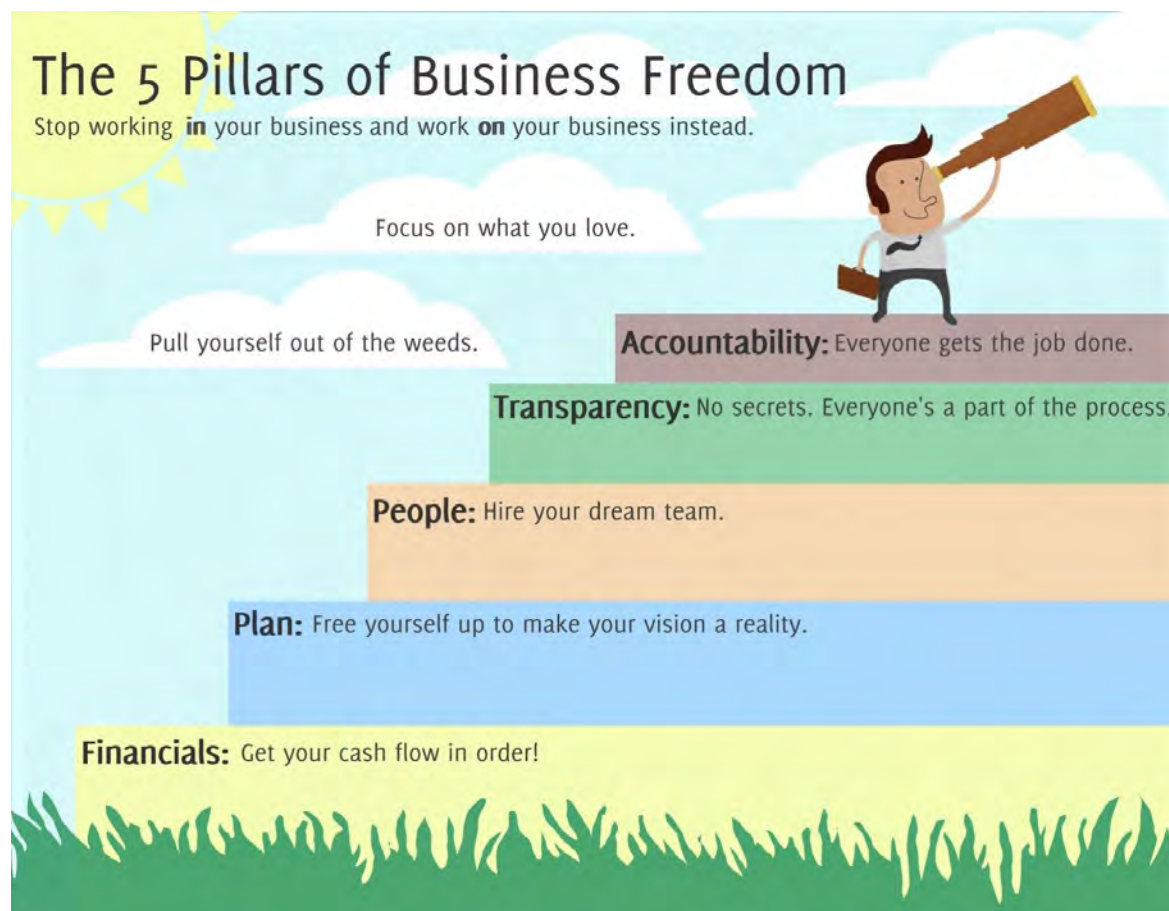 The 5 Pillars of Business Freedom
Stop working in your business and work on your business instead.
Focus on what you love.
Pull yourself out of the weeds.
Accountability: Everyone gets the job done.
Transparency: No secrets. Everyone's a part of the process.
People: Hire your dream team.
Plan: Free yourself up to make your vision a reality.
Financials: Get your cash flow in order!